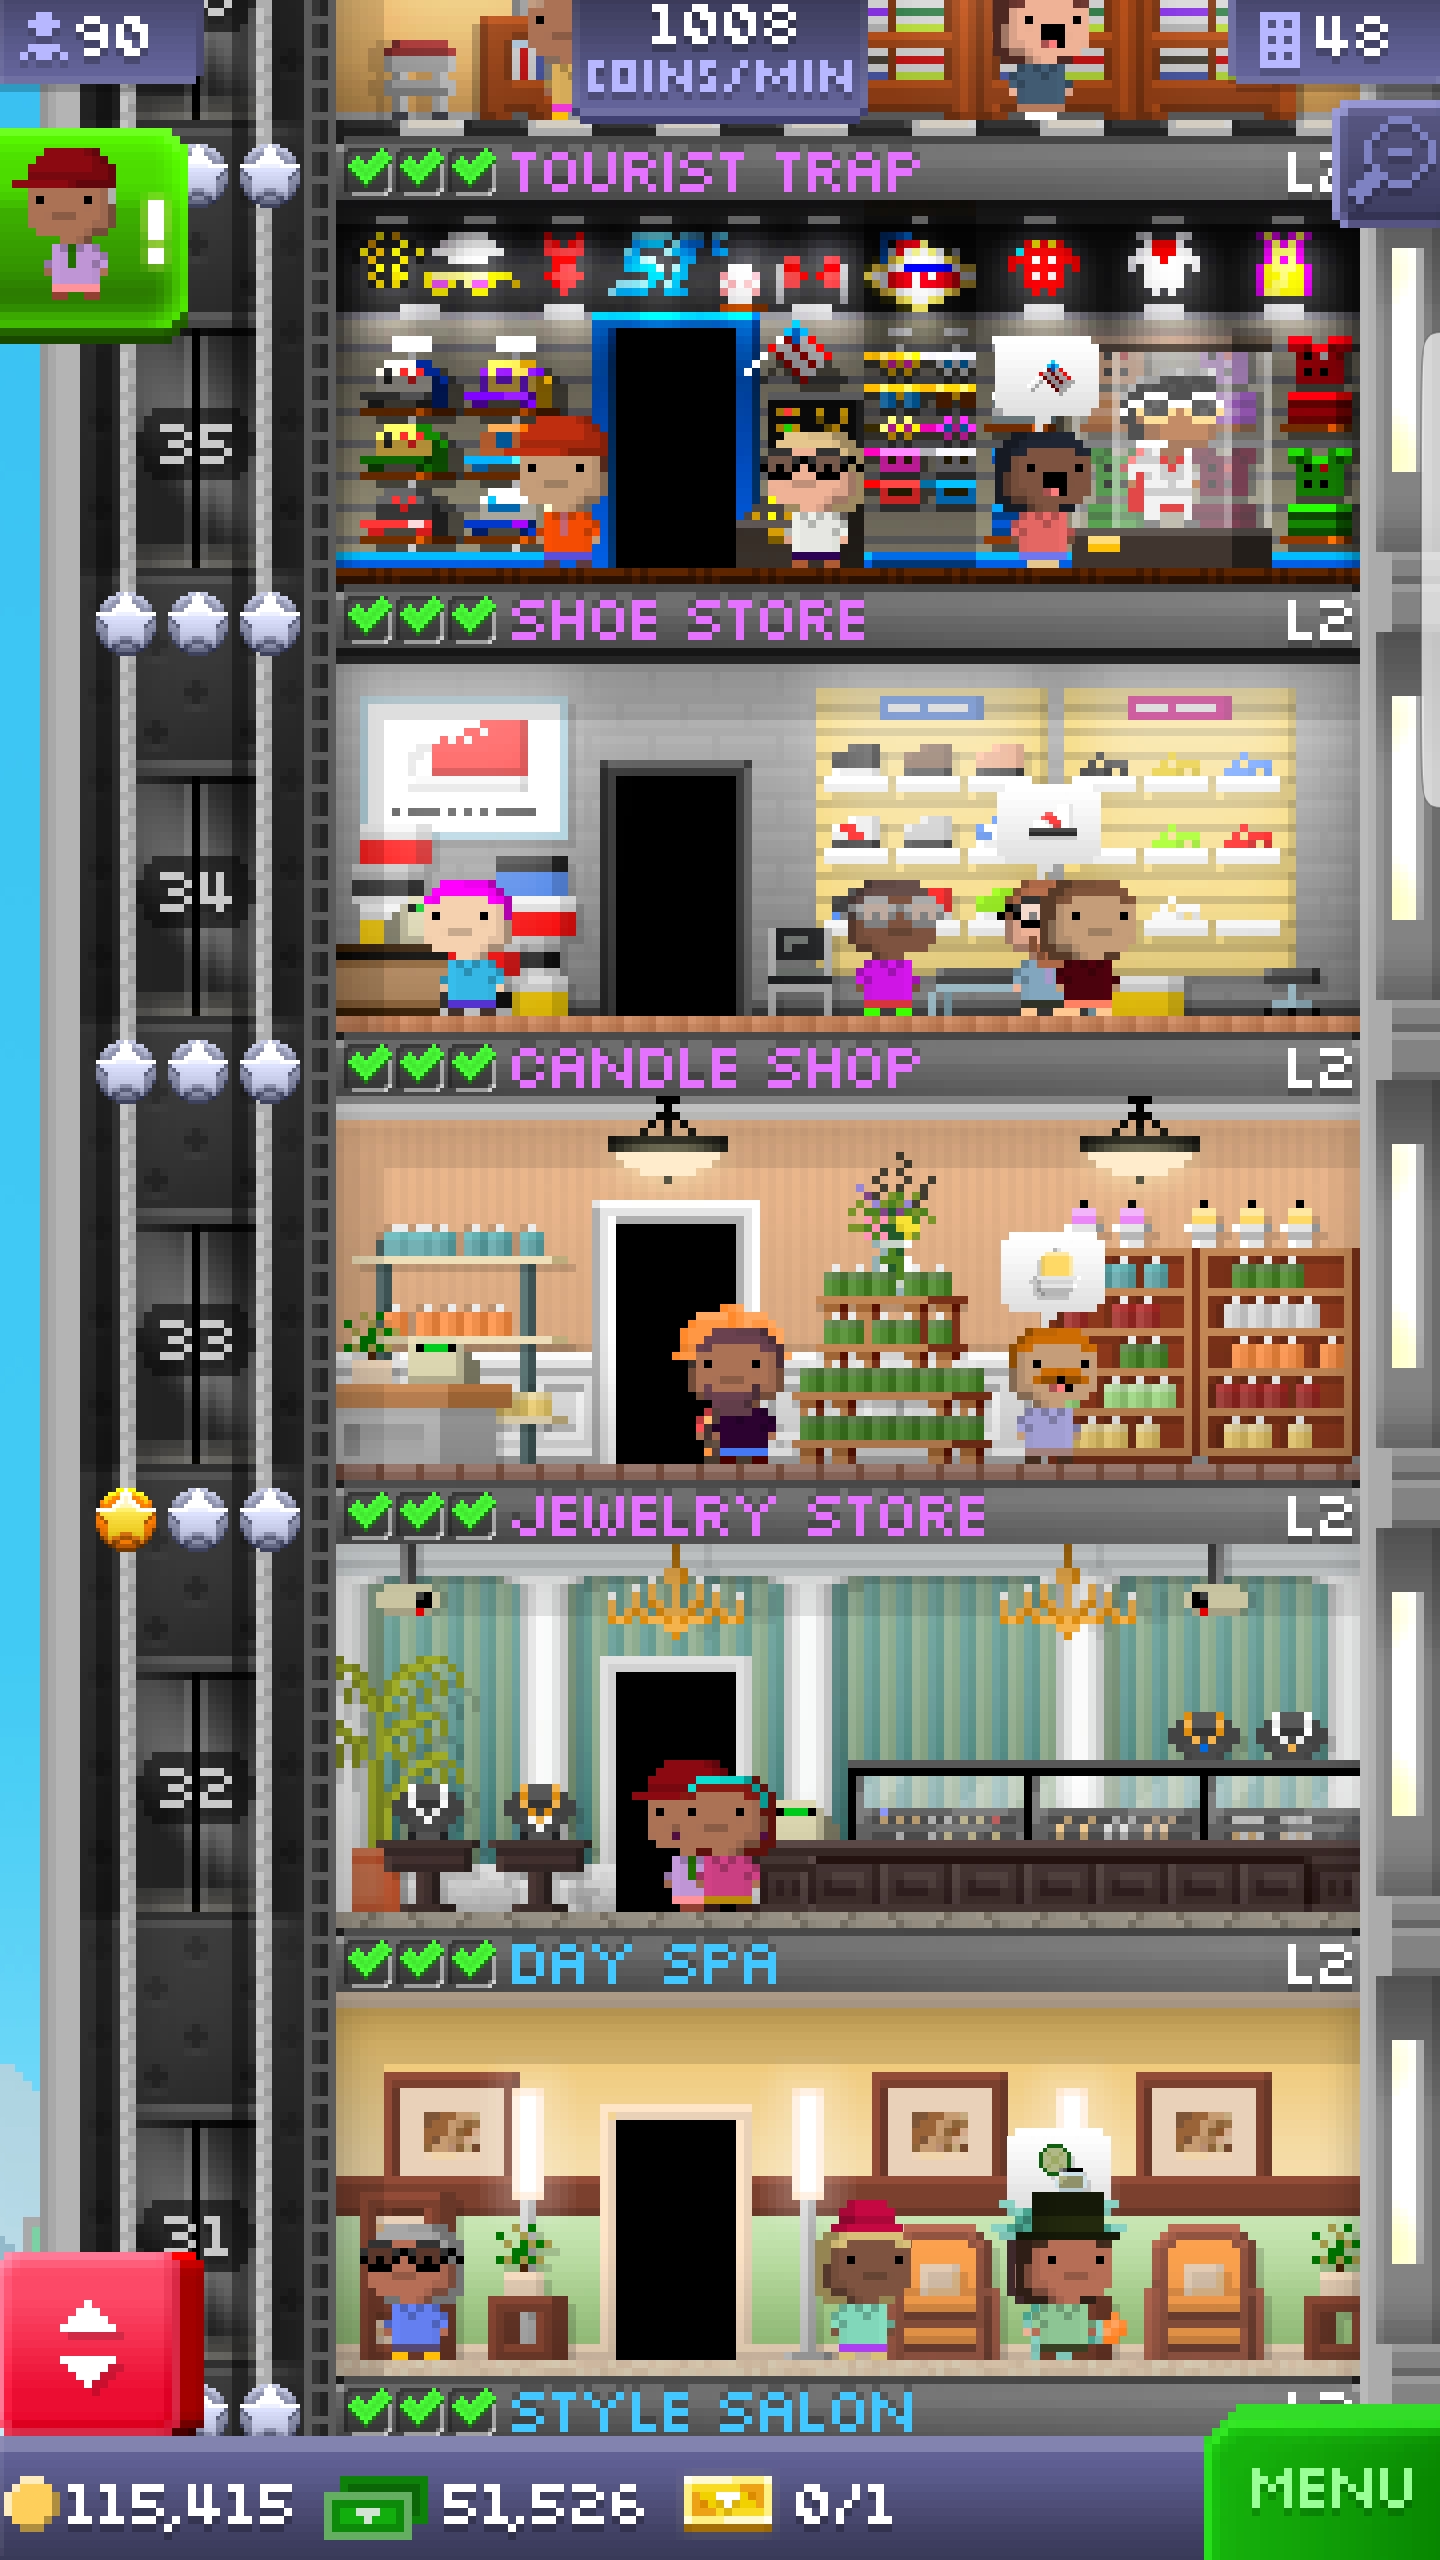 90
1008
COINS/MIN
48
TOURIST TRAP
!
35
SHOE STORE L2
34
CANDLE SHOP L2
33
JEWELRY STORE L2
32
DAY SPA L2
31
STYLE SALON
115,415 51,526 0/1 MENU